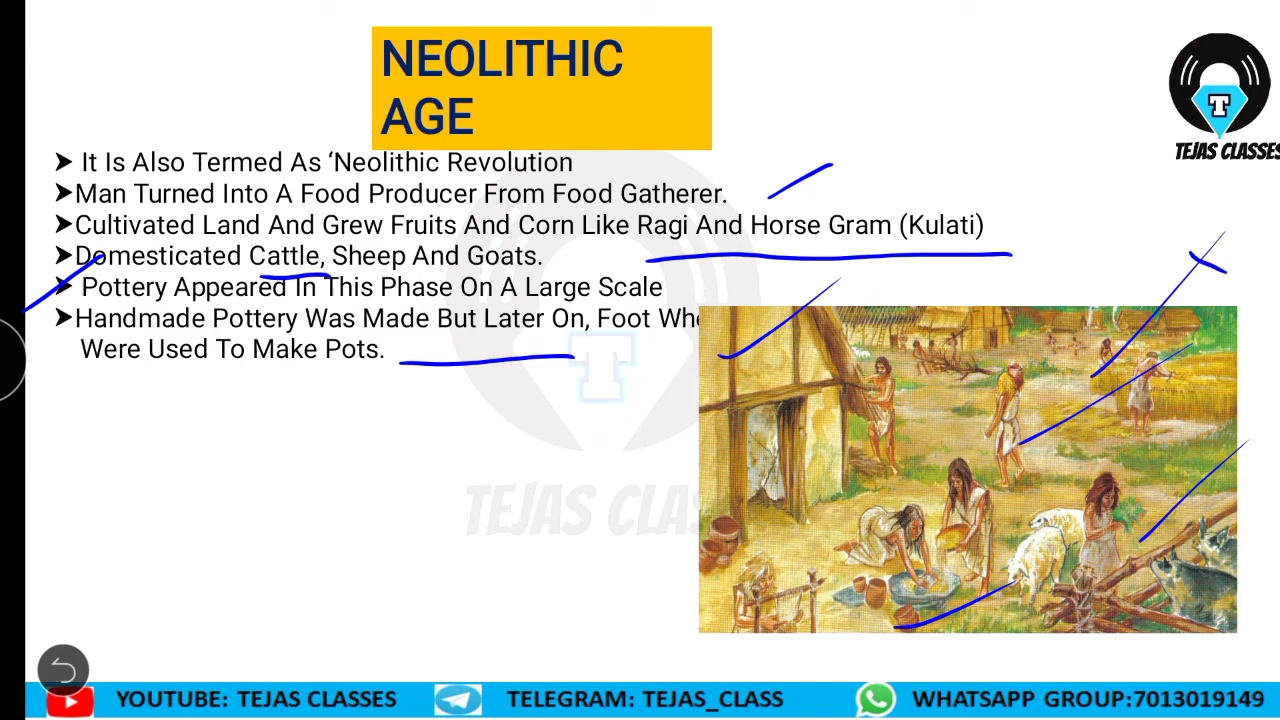 NEOLITHIC
AGE
T
TEJAS CLASSES
➤ It Is Also Termed As ‘Neolithic Revolution
➤Man Turned Into A Food Producer From Food Gatherer.
➤Cultivated Land And Grew Fruits And Corn Like Ragi And Horse Gram (Kulati)
➤Domesticated Cattle, Sheep And Goats.
➤ Pottery Appeared In This Phase On A Large Scale
➤Handmade Pottery Was Made But Later On, Foot
Were Used To Make Pots.
T
TEJAS
YOUTUBE: TEJAS CLASSES TELEGRAM: TEJAS_CLASS WHATSAPP GROUP:7013019149